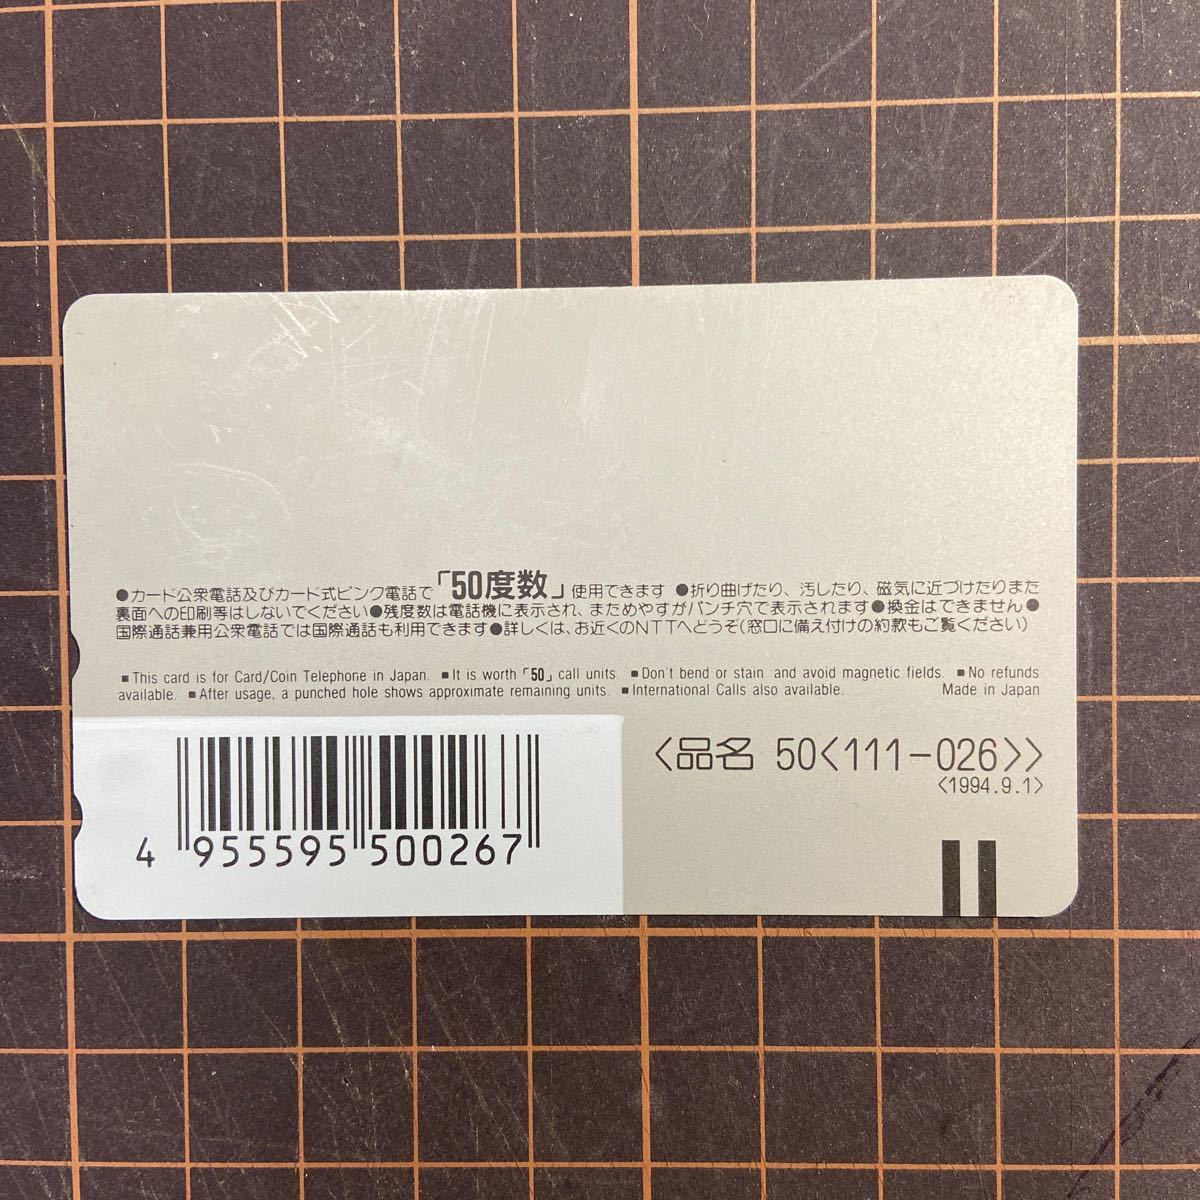 ●カード公衆電話及びカード式ピンク電話で「50度数」使用できます ●折り曲げたり、汚したり、磁気に近づけたりまた
裏面への印刷等はしないでください●残度数は電話機に表示され、まためやすがパンチ穴で表示されます●換金はできません●
国際通話兼用公衆電話では国際通話も利用できます●詳しくは、お近くのNTTへどうぞ(窓口に備え付けの約款もご覧ください)
■This card is for Card/Coin Telephone in Japan. ■It is worth「50」call units. ■Don't bend or stain and avoid magnetic fields. ■No refunds
available. ■After usage, a punched hole shows approximate remaining units. ■International Calls also available. Made in Japan
〈品名 50〈111-026〉〉
〈1994.9.1〉
4 955595 500267